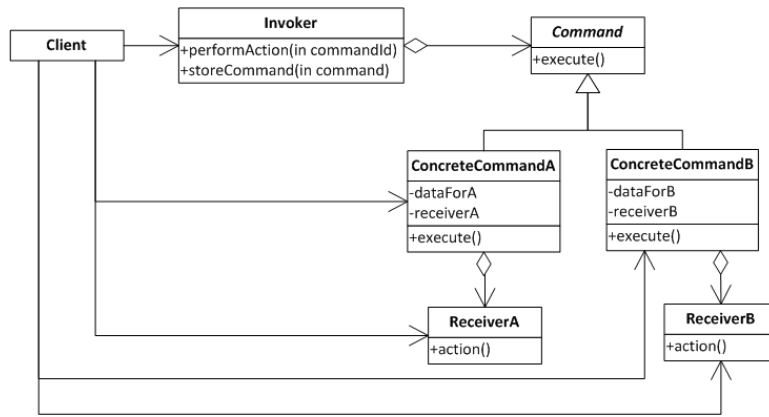 Client
Invoker
+performAction(in commandId)
+storeCommand(in command)
Command
+execute()
ConcreteCommandA
-dataForA
-receiverA
+execute()
ConcreteCommandB
-dataForB
-receiverB
+execute()
ReceiverA
+action()
ReceiverB
+action()